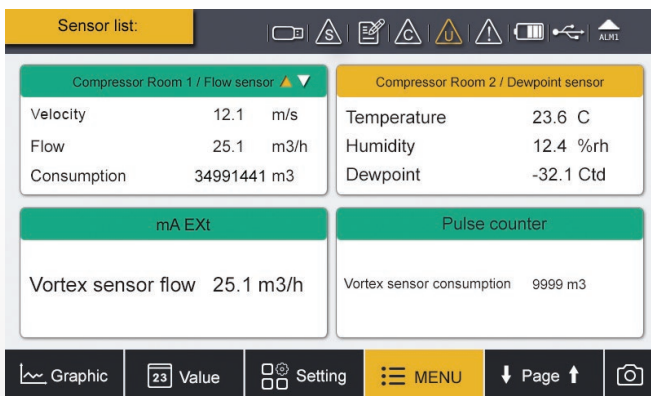 Sensor list:
S
C
U
ALM1
Compressor Room 1 / Flow sensor
Velocity 12.1 m/s
Flow 25.1 m3/h
Consumption 34991441 m3
Compressor Room 2 / Dewpoint sensor
Temperature 23.6 C
Humidity 12.4 %rh
Dewpoint -32.1 Ctd
mA EXt
Vortex sensor flow 25.1 m3/h
Pulse counter
Vortex sensor consumption 9999 m3
Graphic
23 Value
Setting
MENU
Page